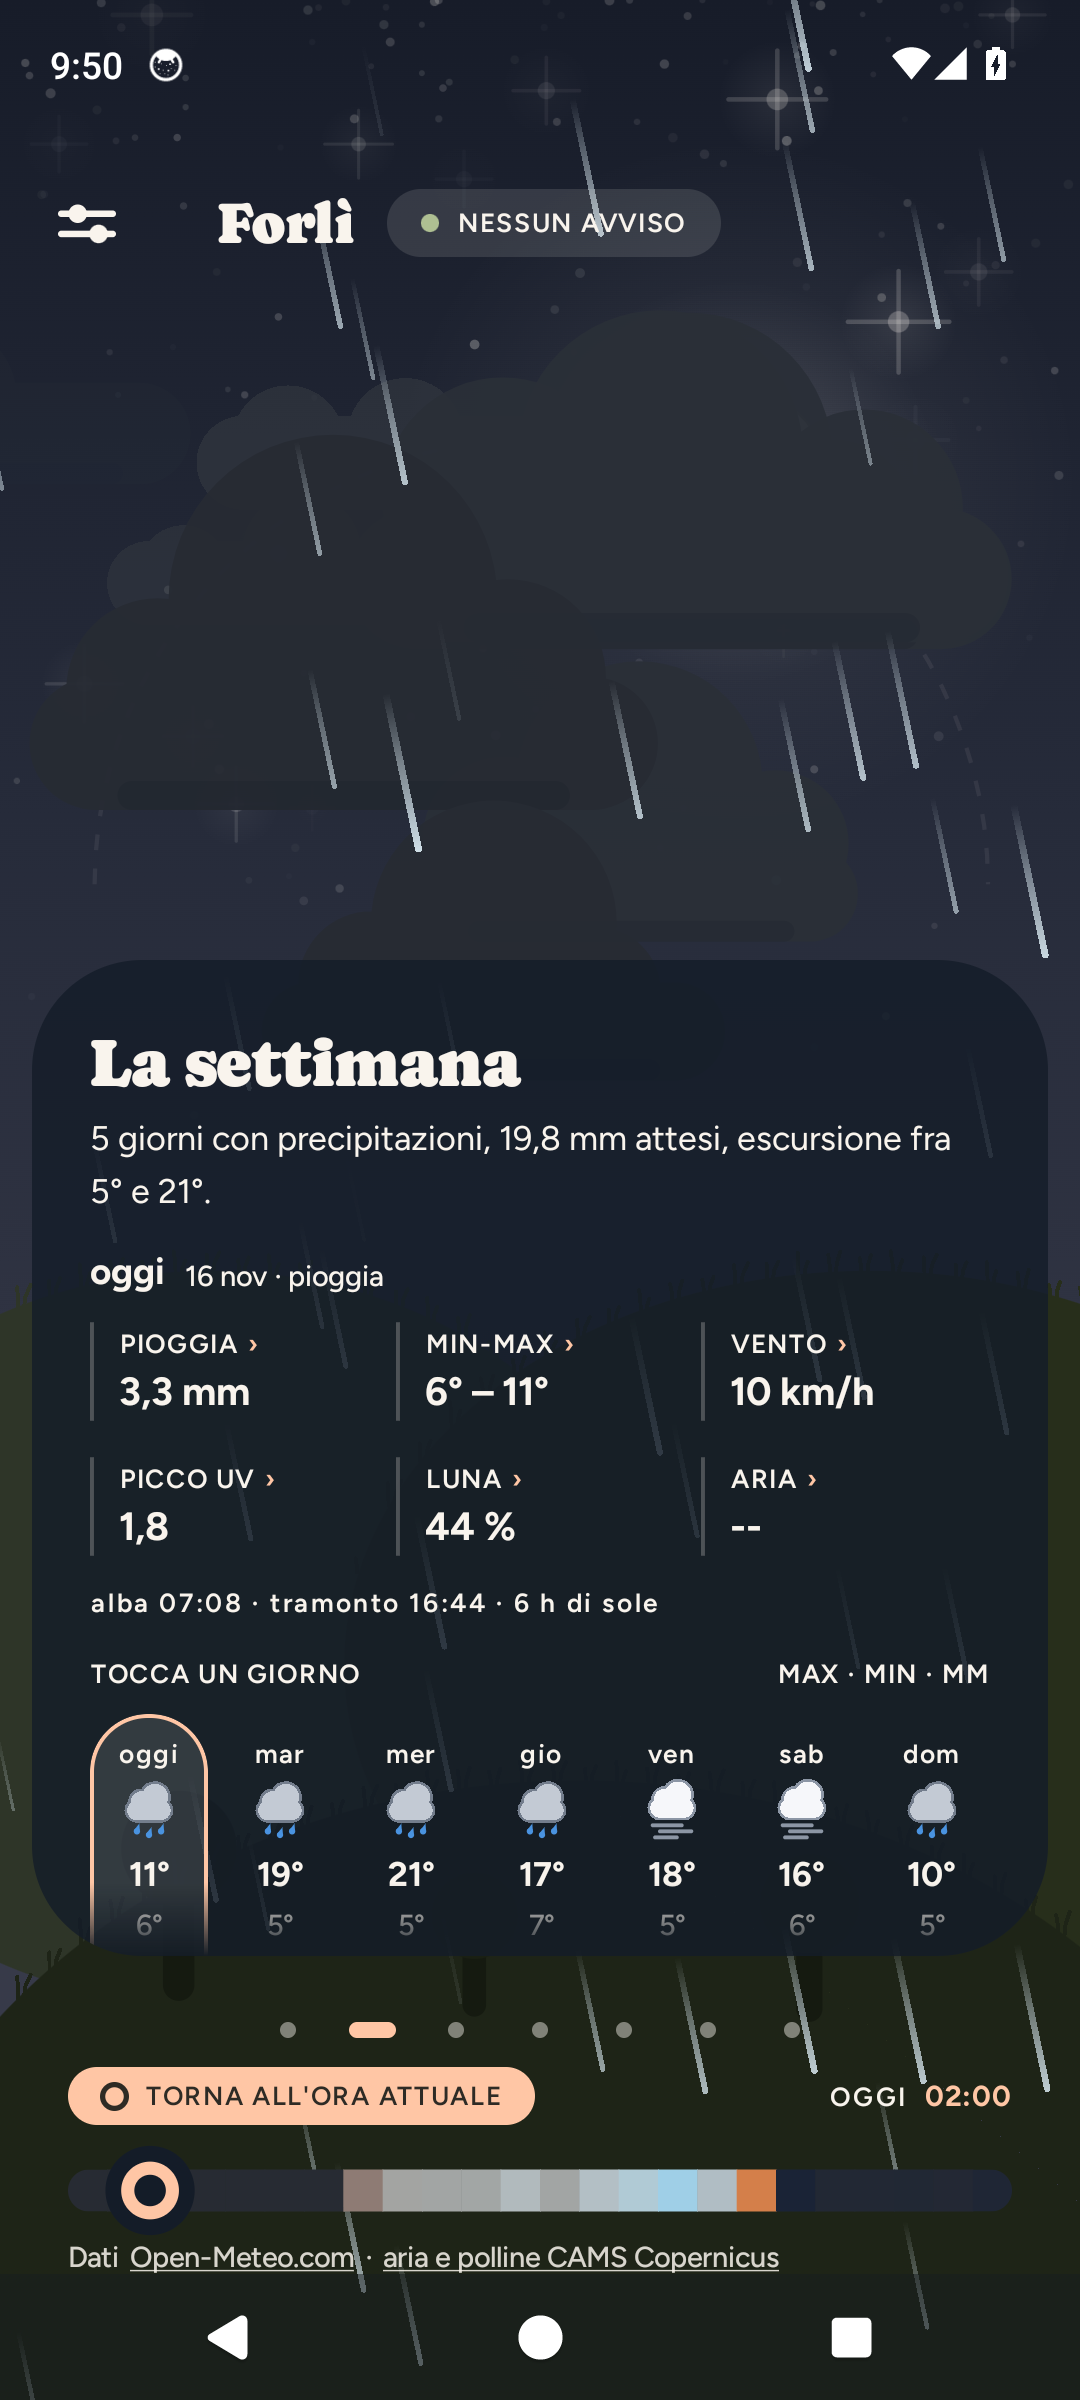 9:50
Forlì NESSUN AVVISO
La settimana
5 giorni con precipitazioni, 19,8 mm attesi, escursione fra
5° e 21°.
oggi 16 nov · pioggia
PIOGGIA › MIN-MAX › VENTO ›
3,3 mm 6° – 11° 10 km/h
PICCO UV › LUNA › ARIA ›
1,8 44 % --
alba 07:08 · tramonto 16:44 · 6 h di sole
TOCCA UN GIORNO MAX · MIN · MM
oggi mar mer gio ven sab dom
11° 19° 21° 17° 18° 16° 10°
6° 5° 5° 7° 5° 6° 5°
TORNA ALL'ORA ATTUALE OGGI 02:00
Dati Open-Meteo.com · aria e polline CAMS Copernicus